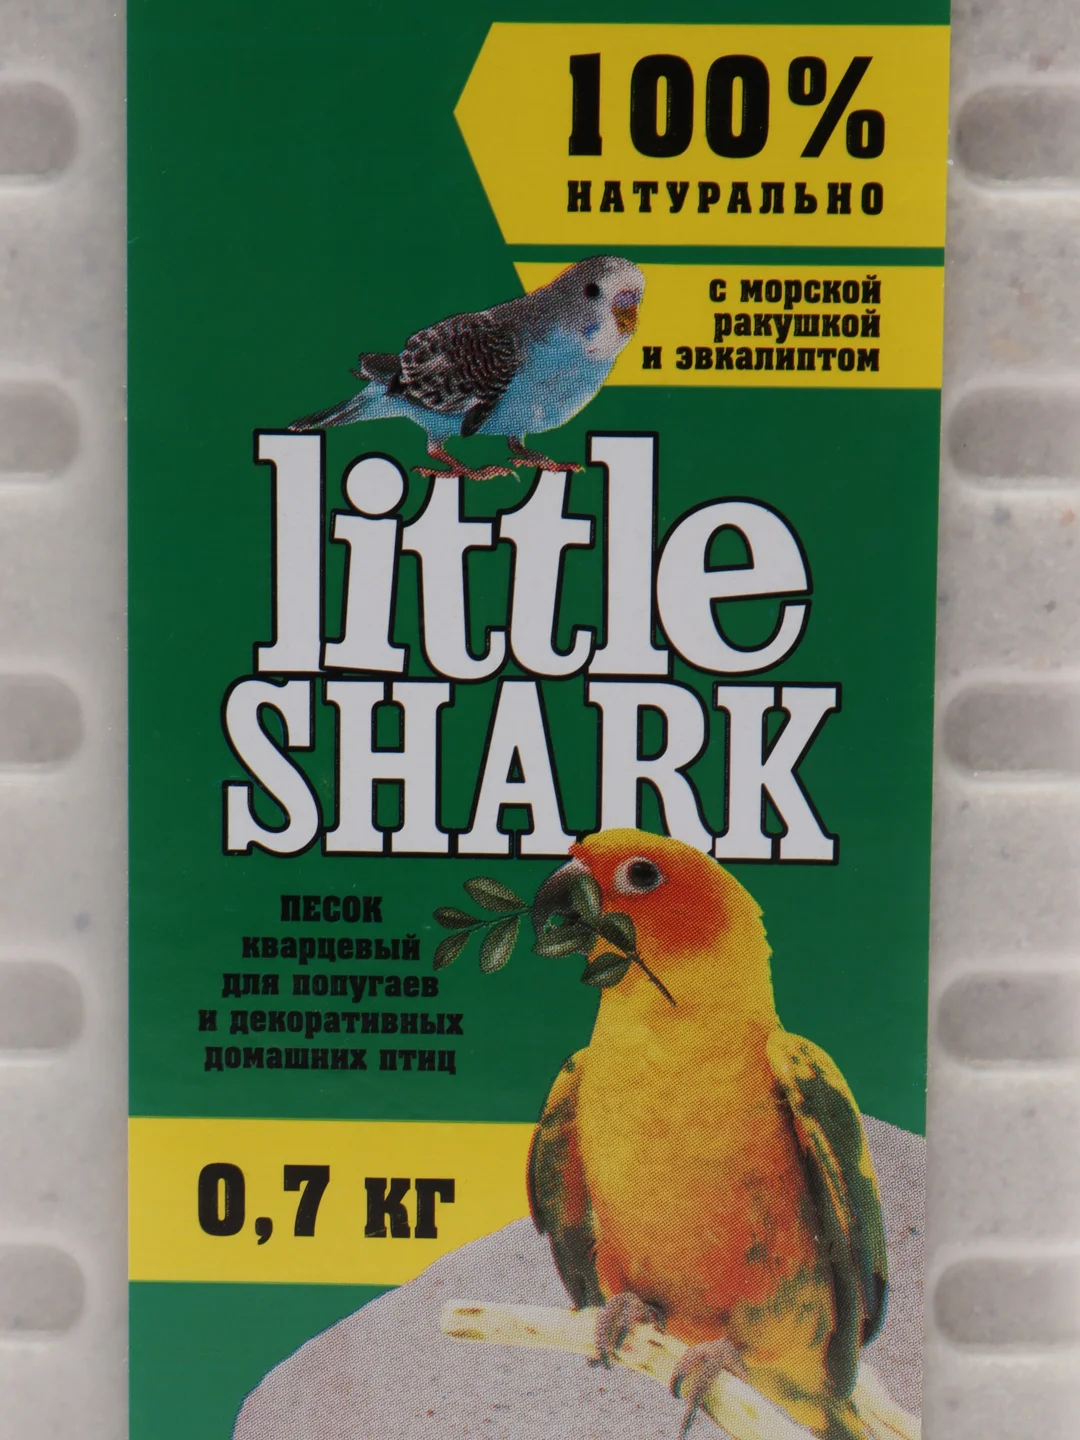 100%
НАТУРАЛЬНО
с морской
ракушкой
и эвкалиптом
little
SHARK
ПЕСОК
кварцевый
для попугаев
и декоративных
домашних птиц
0,7 кг